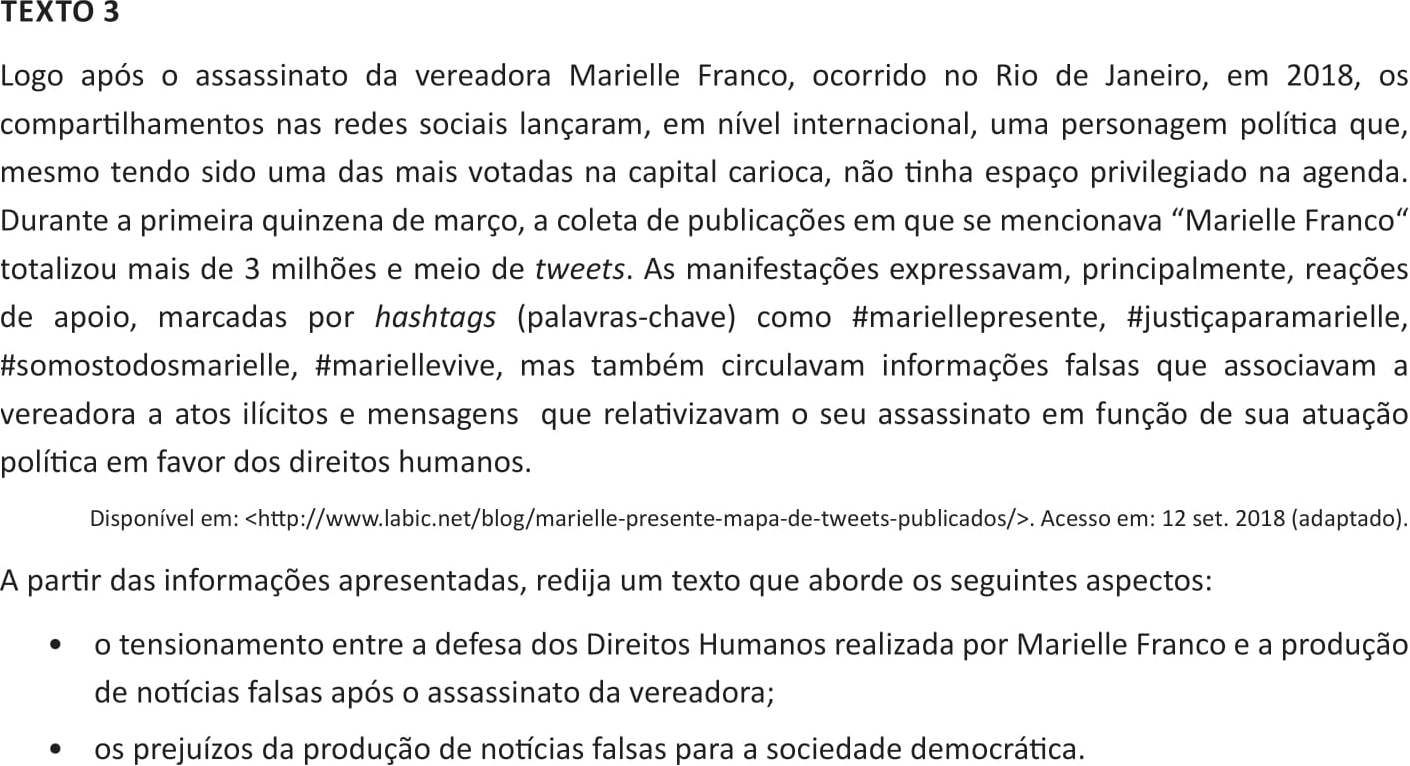 TEXTO 3
Logo após o assassinato da vereadora Marielle Franco, ocorrido no Rio de Janeiro, em 2018, os
compartilhamentos nas redes sociais lançaram, em nível internacional, uma personagem política que,
mesmo tendo sido uma das mais votadas na capital carioca, não tinha espaço privilegiado na agenda.
Durante a primeira quinzena de março, a coleta de publicações em que se mencionava “Marielle Franco“
totalizou mais de 3 milhões e meio de tweets. As manifestações expressavam, principalmente, reações
de apoio, marcadas por hashtags (palavras-chave) como #mariellepresente, #justiçaparamarielle,
#somostodosmarielle, #mariellevive, mas também circulavam informações falsas que associavam a
vereadora a atos ilícitos e mensagens que relativizavam o seu assassinato em função de sua atuação
política em favor dos direitos humanos.
Disponível em: <http://www.labic.net/blog/marielle-presente-mapa-de-tweets-publicados/>. Acesso em: 12 set. 2018 (adaptado).
A partir das informações apresentadas, redija um texto que aborde os seguintes aspectos:
• o tensionamento entre a defesa dos Direitos Humanos realizada por Marielle Franco e a produção
de notícias falsas após o assassinato da vereadora;
• os prejuízos da produção de notícias falsas para a sociedade democrática.